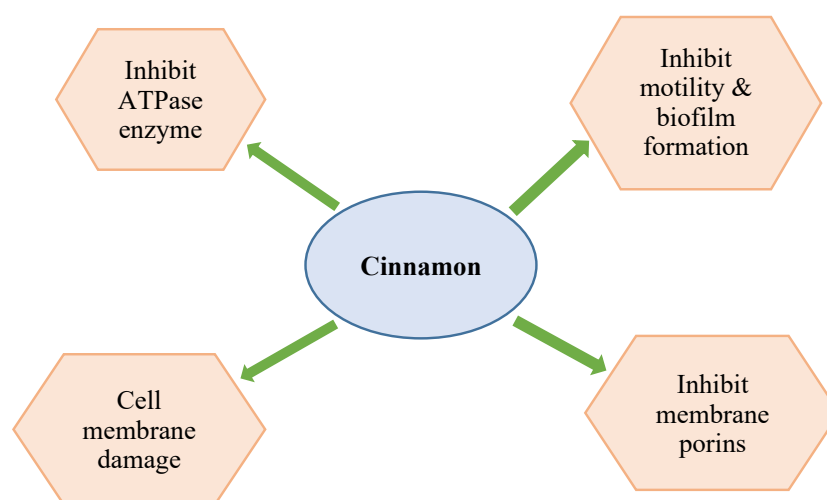 Inhibit
ATPase
enzyme
Inhibit
motility &
biofilm
formation
Cinnamon
Cell
membrane
damage
Inhibit
membrane
porins